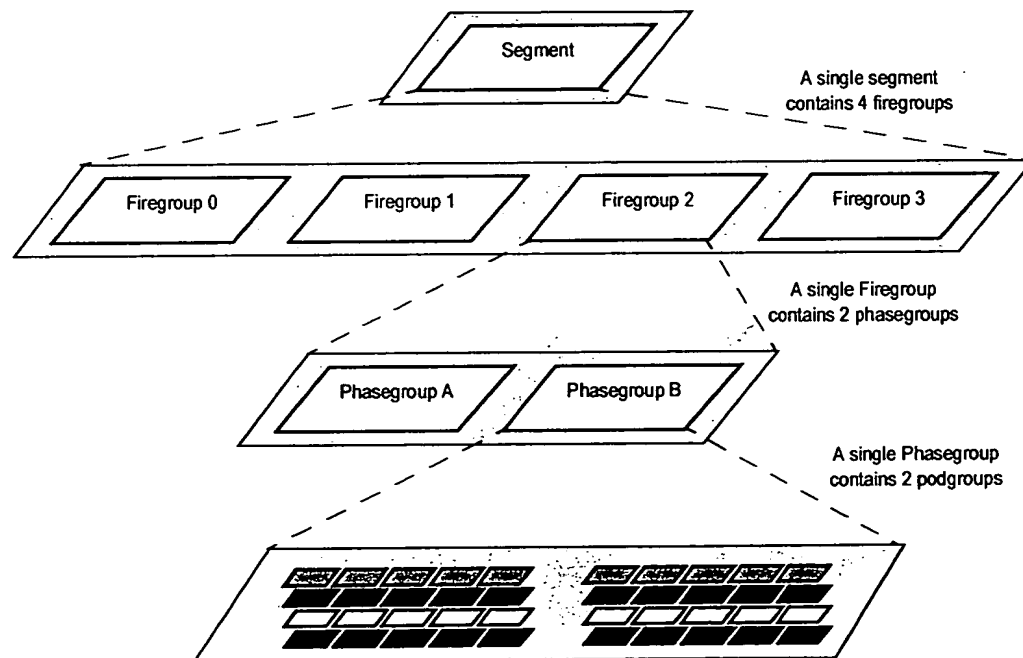 Segment
A single segment
contains 4 firegroups
Firegroup 0
Firegroup 1
Firegroup 2
Firegroup 3
A single Firegroup
contains 2 phasegroups
Phasegroup A
Phasegroup B
A single Phasegroup
contains 2 podgroups